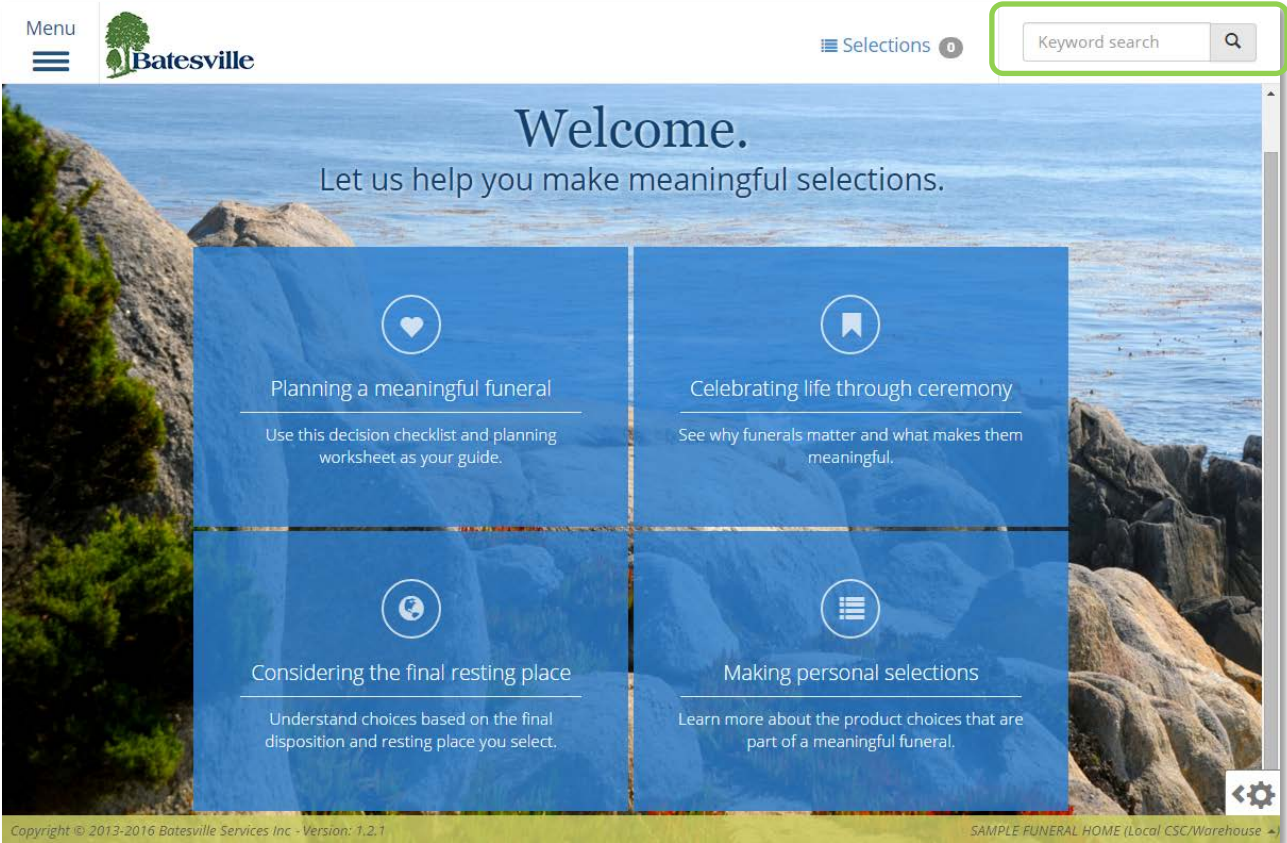 Menu
Batesville
Selections 0
Keyword search
Welcome.
Let us help you make meaningful selections.
Planning a meaningful funeral
Use this decision checklist and planning
worksheet as your guide.
Celebrating life through ceremony
See why funerals matter and what makes them
meaningful.
Considering the final resting place
Understand choices based on the final
disposition and resting place you select.
Making personal selections
Learn more about the product choices that are
part of a meaningful funeral.
Copyright © 2013-2016 Batesville Services Inc - Version: 1.2.1
SAMPLE FUNERAL HOME (Local CSC/Warehouse )